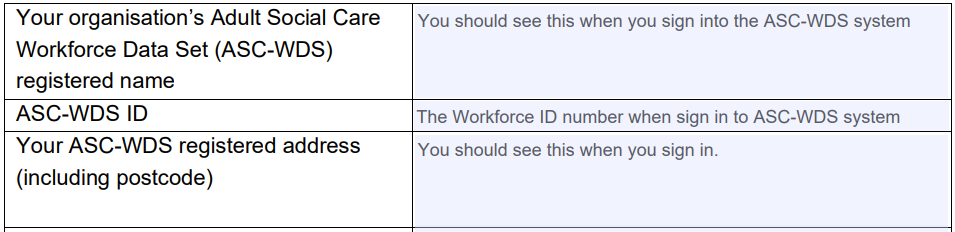 Your organisation's Adult Social Care
Workforce Data Set (ASC-WDS)
registered name
You should see this when you sign into the ASC-WDS system
ASC-WDS ID
The Workforce ID number when sign in to ASC-WDS system
Your ASC-WDS registered address
(including postcode)
You should see this when you sign in.